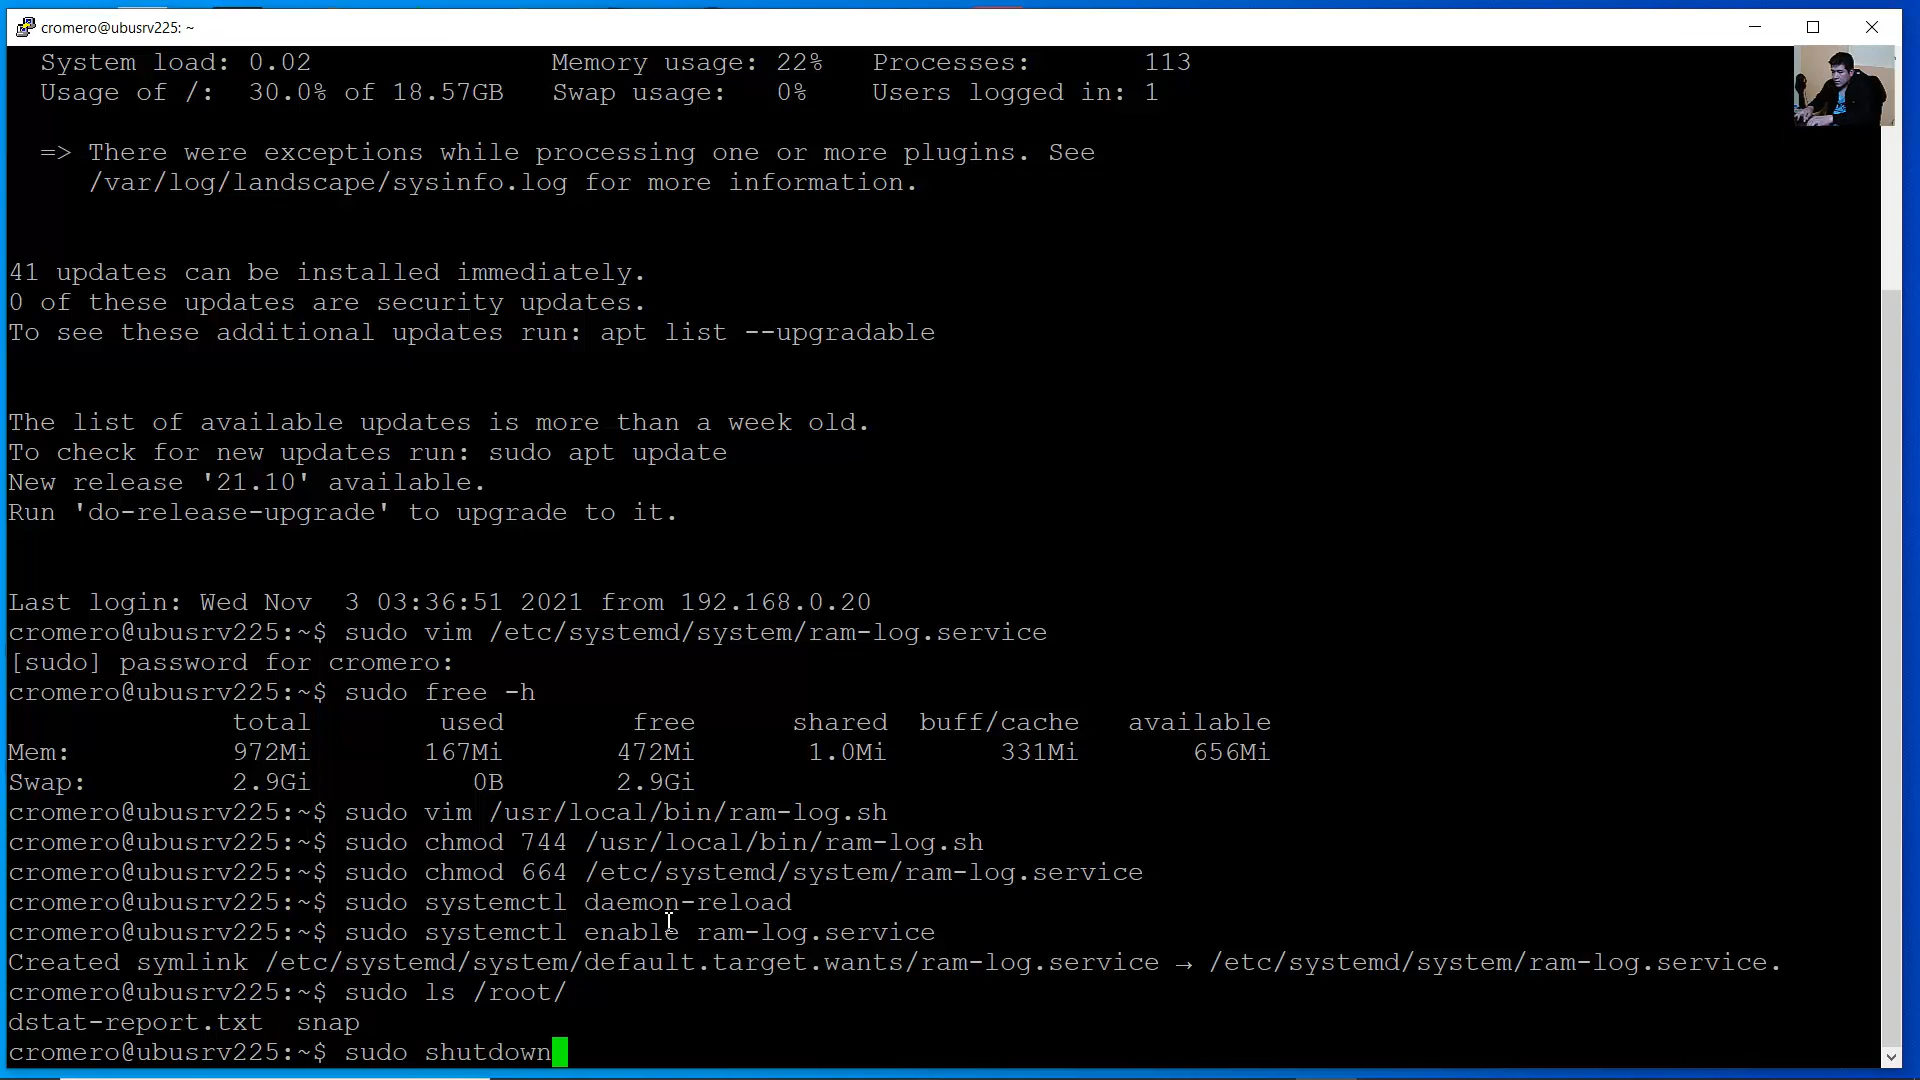 cromero@ubusrv225: ~
System load: 0.02 Memory usage: 22% Processes: 113
Usage of /: 30.0% of 18.57GB Swap usage: 0% Users logged in: 1
=> There were exceptions while processing one or more plugins. See
/var/log/landscape/sysinfo.log for more information.
41 updates can be installed immediately.
0 of these updates are security updates.
To see these additional updates run: apt list --upgradable
The list of available updates is more than a week old.
To check for new updates run: sudo apt update
New release '21.10' available.
Run 'do-release-upgrade' to upgrade to it.
Last login: Wed Nov  3 03:36:51 2021 from 192.168.0.20
cromero@ubusrv225:~$ sudo vim /etc/systemd/system/ram-log.service
[sudo] password for cromero:
cromero@ubusrv225:~$ sudo free -h
total used free shared buff/cache available
Mem: 972Mi 167Mi 472Mi 1.0Mi 331Mi 656Mi
Swap: 2.9Gi 0B 2.9Gi
cromero@ubusrv225:~$ sudo vim /usr/local/bin/ram-log.sh
cromero@ubusrv225:~$ sudo chmod 744 /usr/local/bin/ram-log.sh
cromero@ubusrv225:~$ sudo chmod 664 /etc/systemd/system/ram-log.service
cromero@ubusrv225:~$ sudo systemctl daemon-reload
cromero@ubusrv225:~$ sudo systemctl enable ram-log.service
Created symlink /etc/systemd/system/default.target.wants/ram-log.service → /etc/systemd/system/ram-log.service.
cromero@ubusrv225:~$ sudo ls /root/
dstat-report.txt  snap
cromero@ubusrv225:~$ sudo shutdown